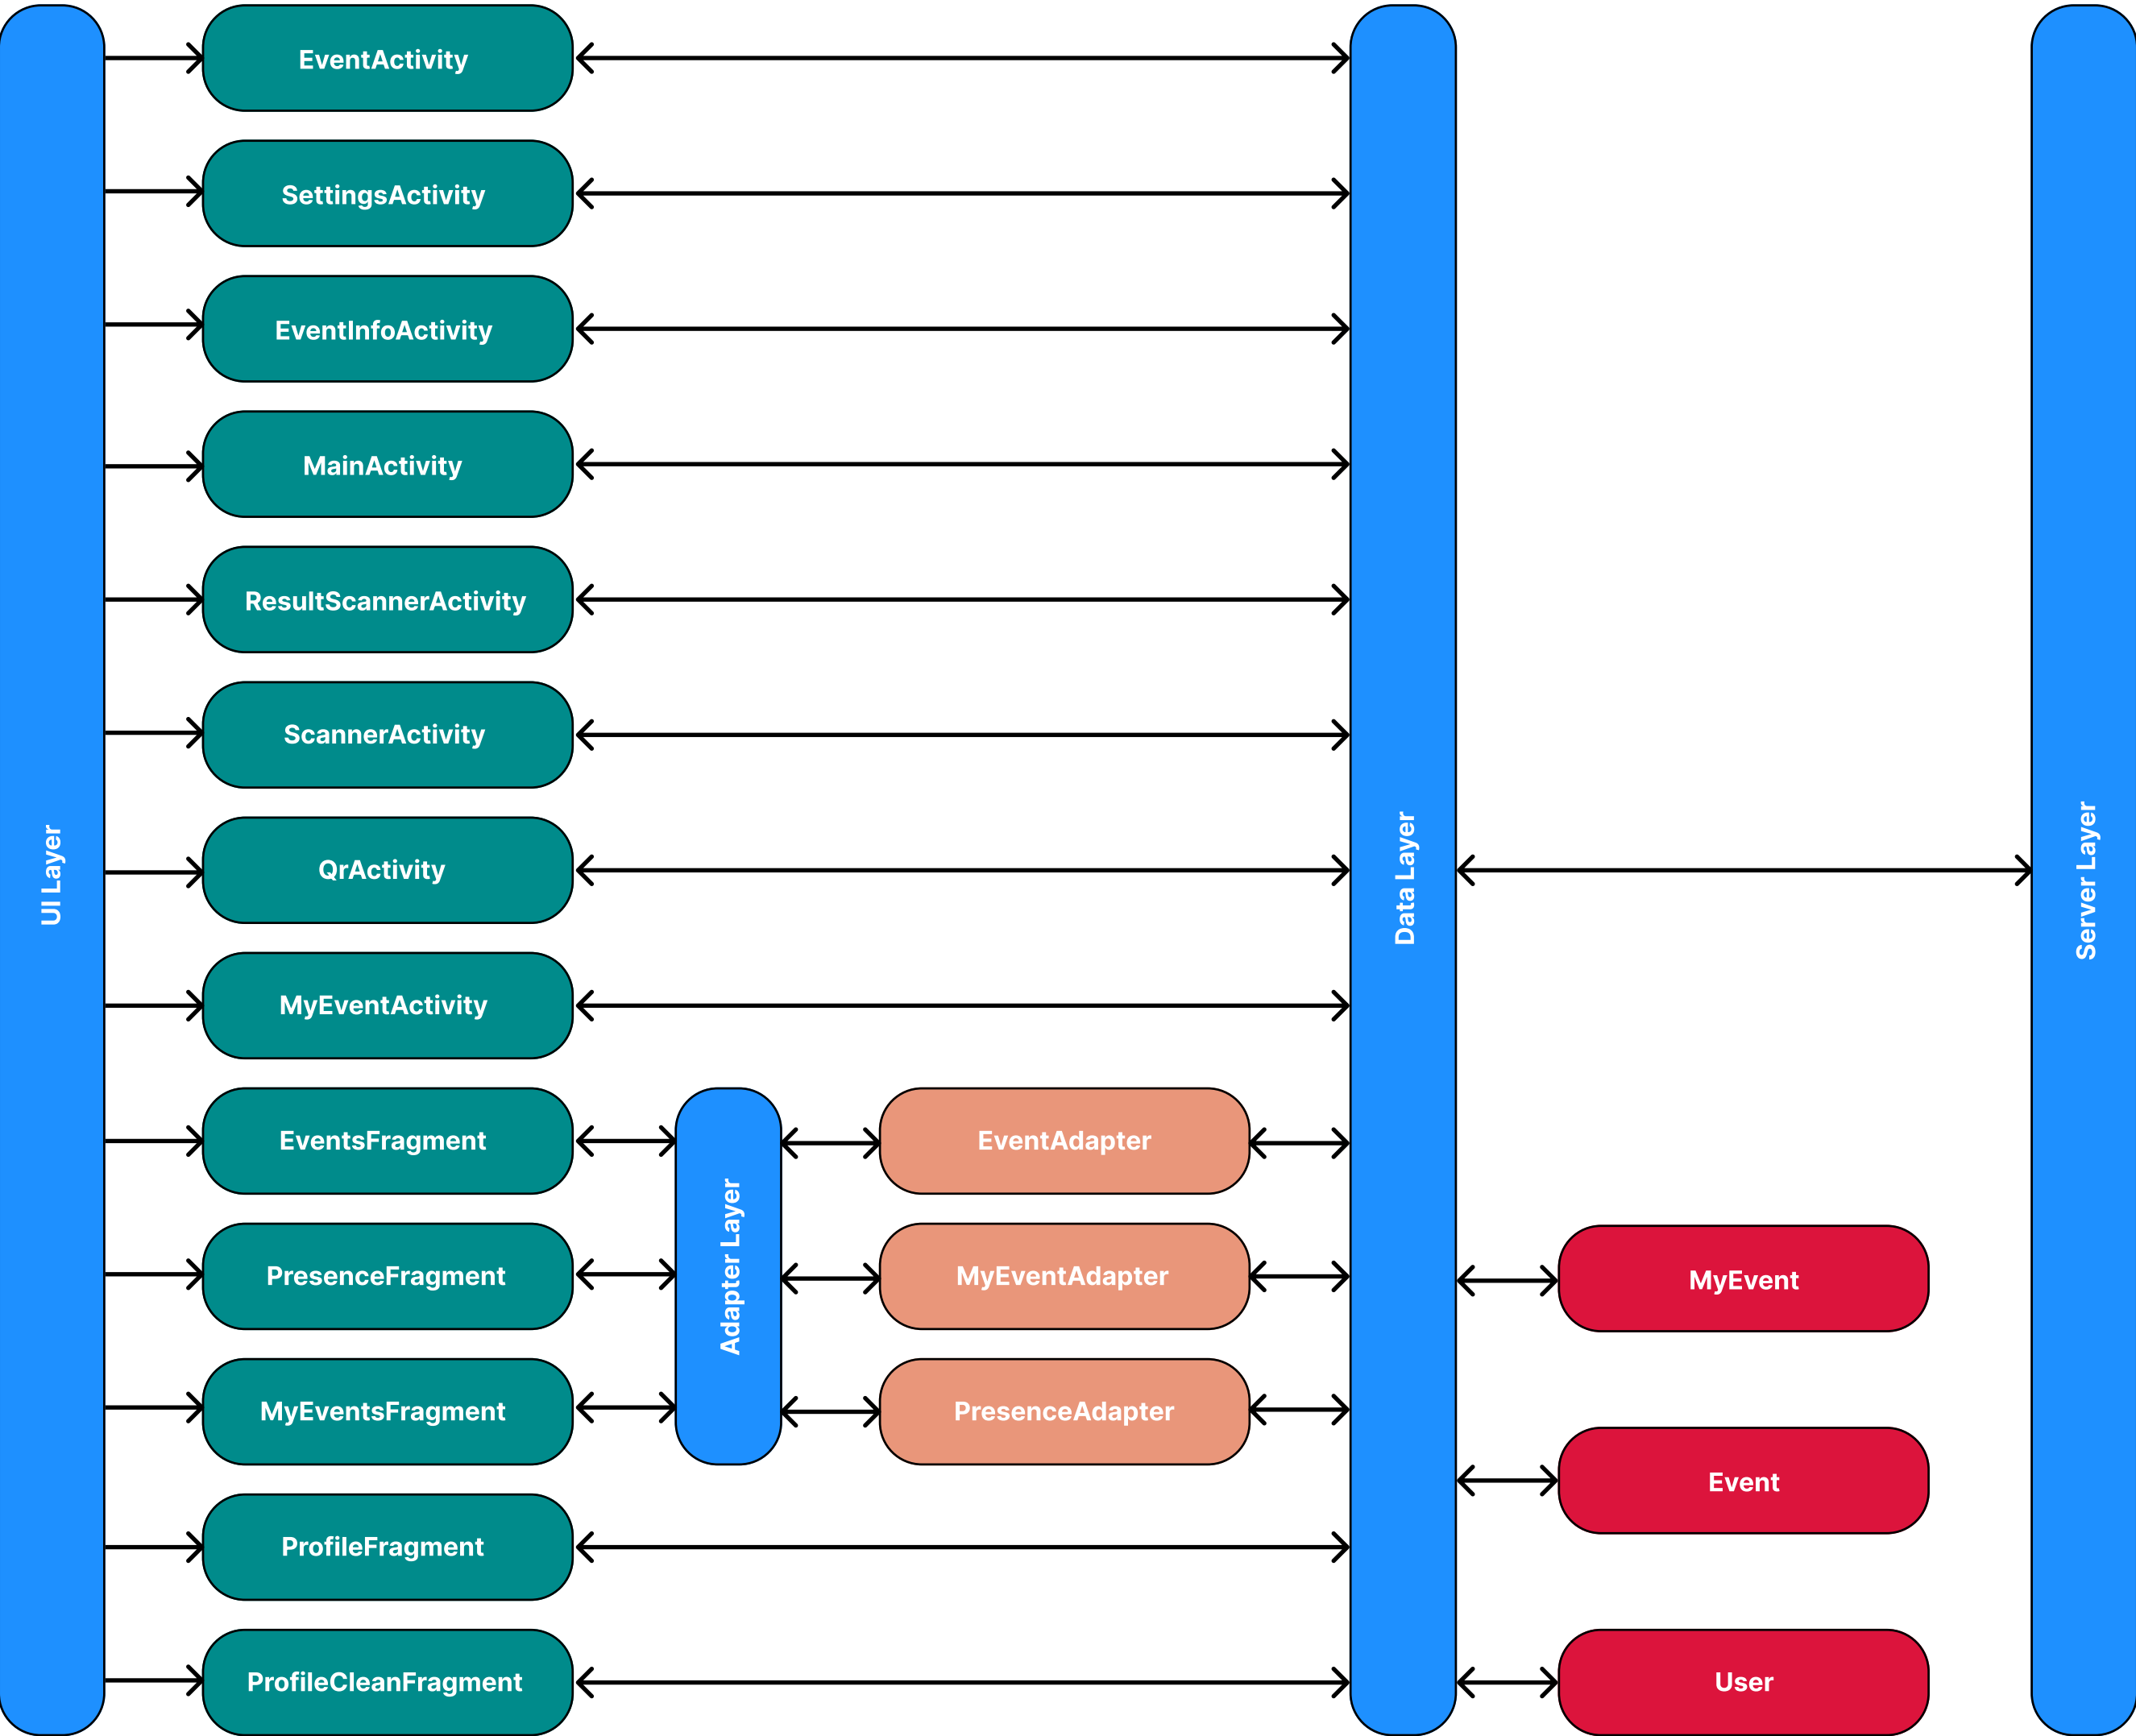 UI Layer
EventActivity
SettingsActivity
EventInfoActivity
MainActivity
ResultScannerActivity
ScannerActivity
QrActivity
MyEventActivity
EventsFragment
PresenceFragment
MyEventsFragment
ProfileFragment
ProfileCleanFragment
Adapter Layer
EventAdapter
MyEventAdapter
PresenceAdapter
Data Layer
MyEvent
Event
User
Server Layer